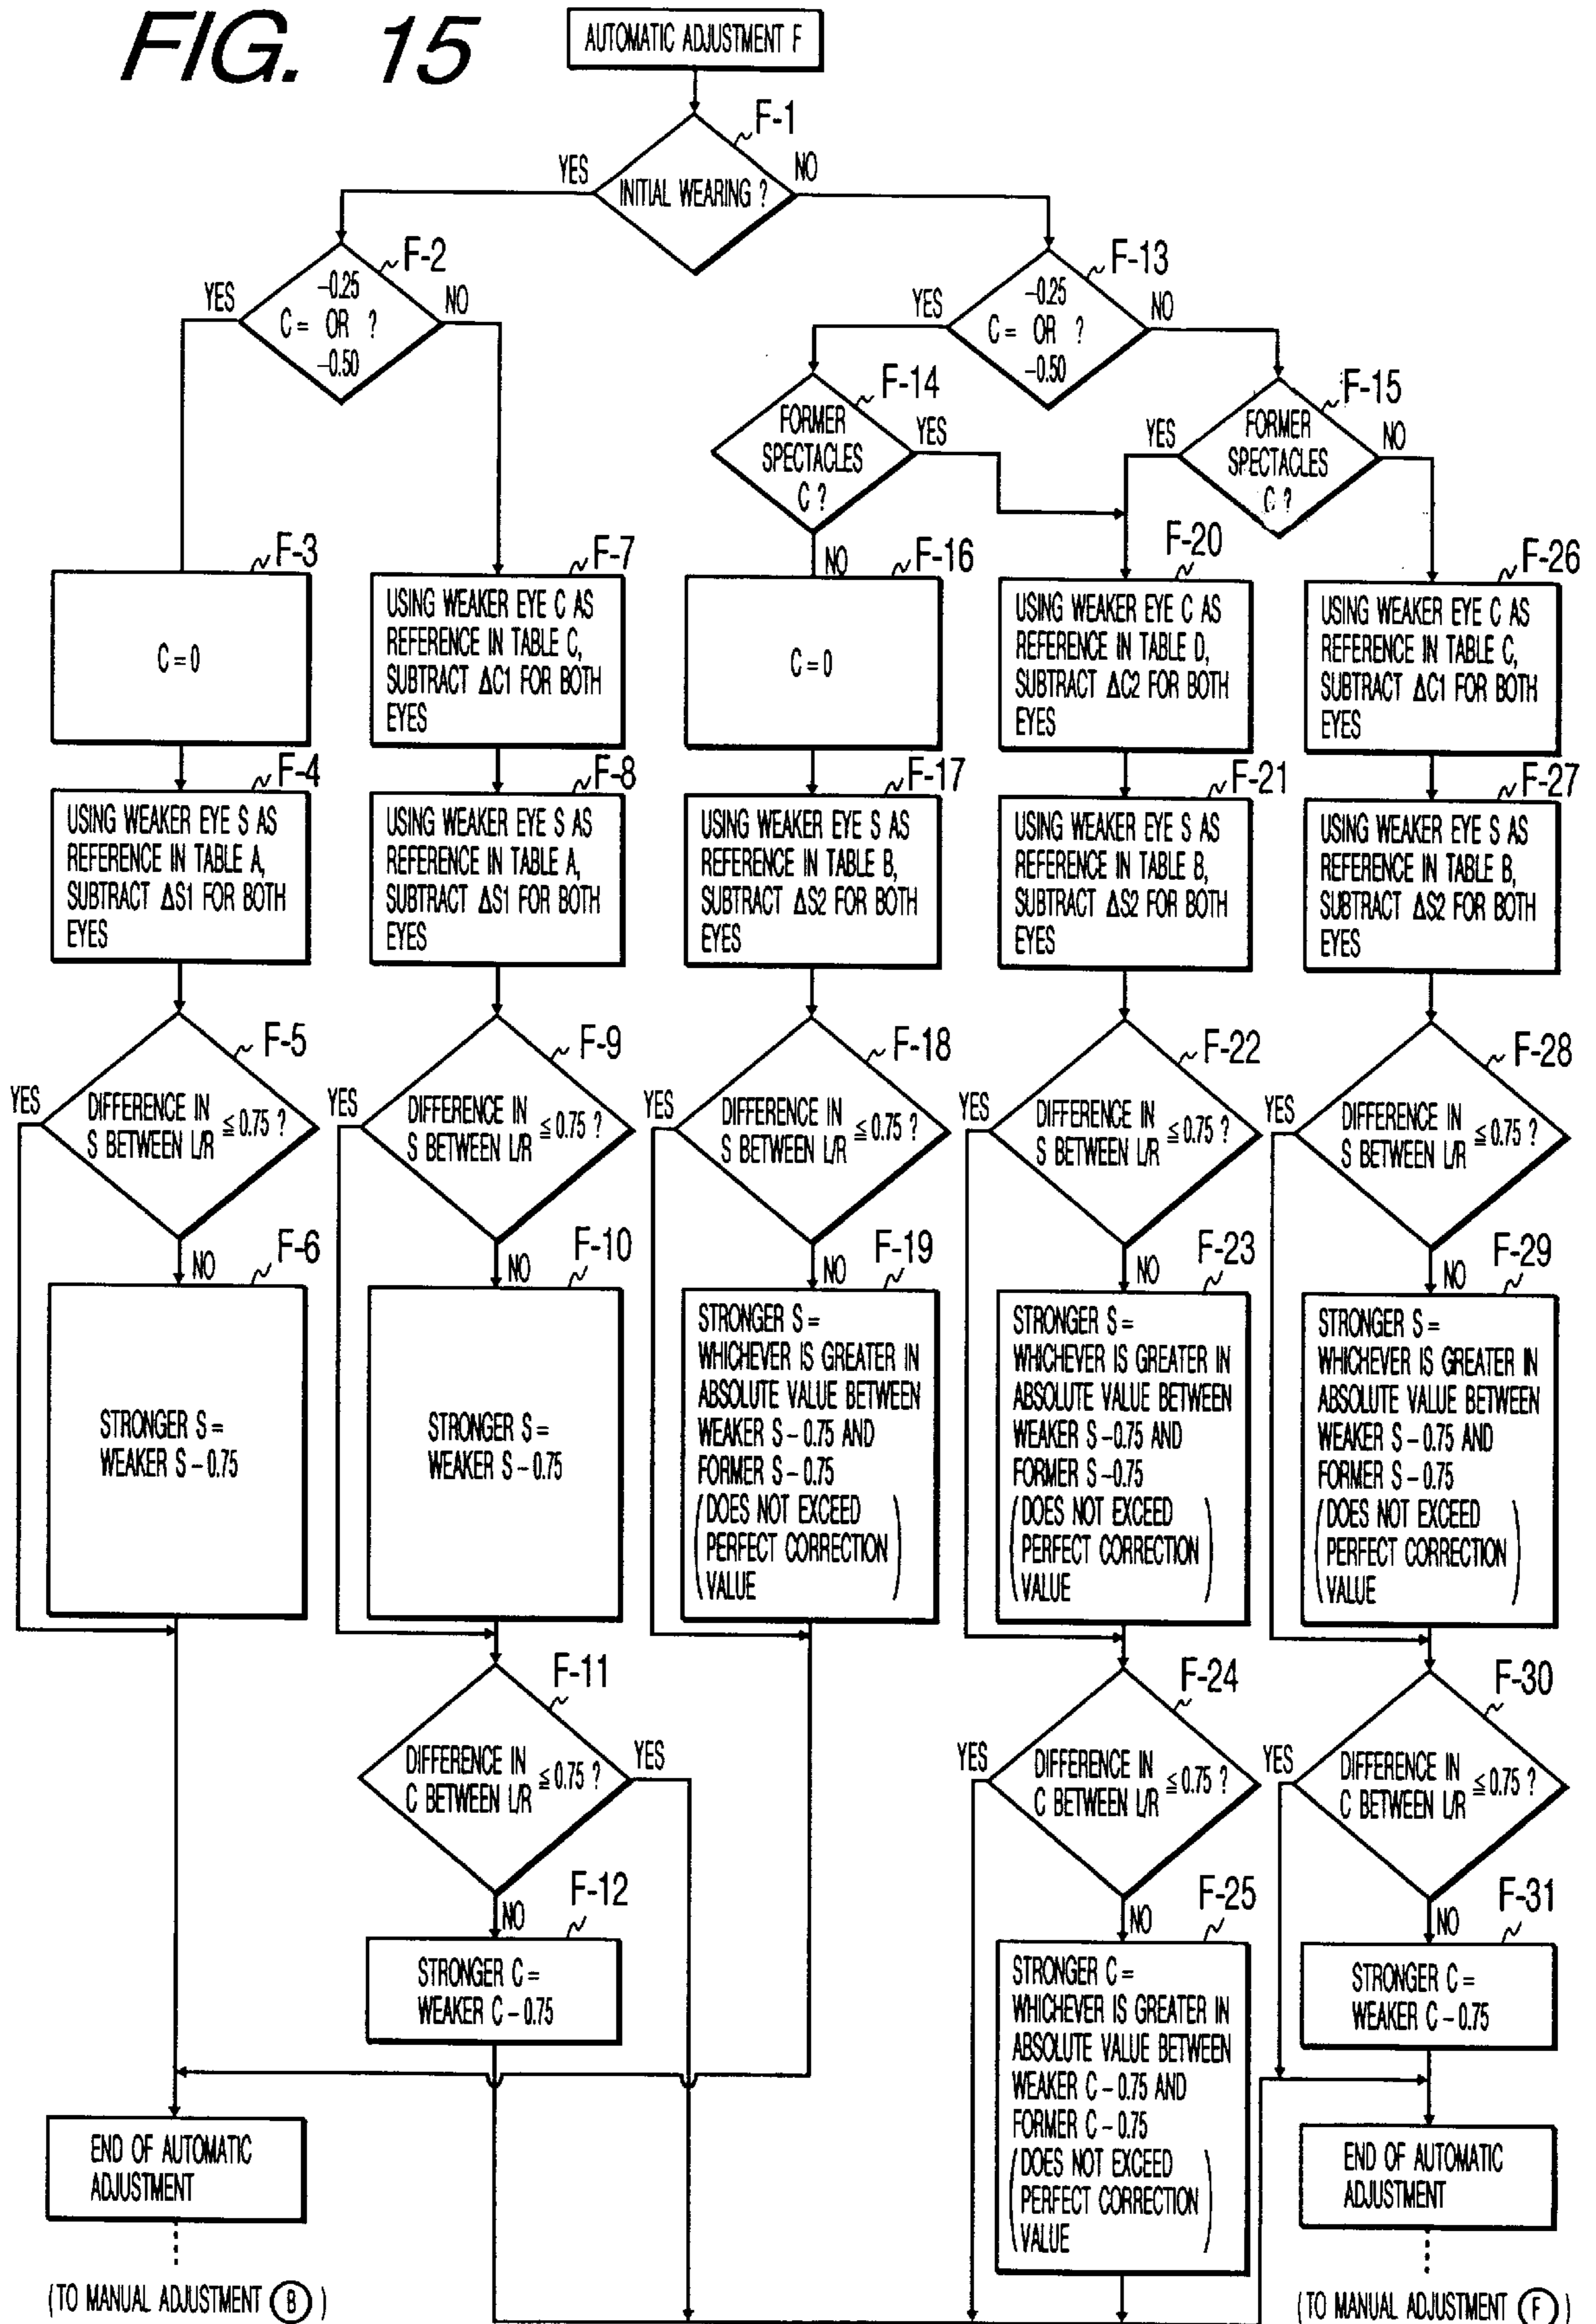 FIG. 15
AUTOMATIC ADJUSTMENT F
F-1
YES
NO
INITIAL WEARING ?
F-2
YES
NO
-0.25
C = OR ?
-0.50
F-13
YES
NO
-0.25
C = OR ?
-0.50
F-14
FORMER
SPECTACLES
C ?
YES
NO
F-15
YES
FORMER
SPECTACLES
C ?
NO
F-3
C = 0
F-7
USING WEAKER EYE C AS
REFERENCE IN TABLE C,
SUBTRACT ΔC1 FOR BOTH
EYES
F-16
C = 0
F-20
USING WEAKER EYE C AS
REFERENCE IN TABLE D,
SUBTRACT ΔC2 FOR BOTH
EYES
F-26
USING WEAKER EYE C AS
REFERENCE IN TABLE C,
SUBTRACT ΔC1 FOR BOTH
EYES
F-4
USING WEAKER EYE S AS
REFERENCE IN TABLE A,
SUBTRACT ΔS1 FOR BOTH
EYES
F-8
USING WEAKER EYE S AS
REFERENCE IN TABLE A,
SUBTRACT ΔS1 FOR BOTH
EYES
F-17
USING WEAKER EYE S AS
REFERENCE IN TABLE B,
SUBTRACT ΔS2 FOR BOTH
EYES
F-21
USING WEAKER EYE S AS
REFERENCE IN TABLE B,
SUBTRACT ΔS2 FOR BOTH
EYES
F-27
USING WEAKER EYE S AS
REFERENCE IN TABLE B,
SUBTRACT ΔS2 FOR BOTH
EYES
F-5
YES
DIFFERENCE IN
S BETWEEN L/R ≦ 0.75 ?
NO
F-9
YES
DIFFERENCE IN
S BETWEEN L/R ≦ 0.75 ?
NO
F-18
YES
DIFFERENCE IN
S BETWEEN L/R ≦ 0.75 ?
NO
F-22
YES
DIFFERENCE IN
S BETWEEN L/R ≦ 0.75 ?
NO
F-28
YES
DIFFERENCE IN
S BETWEEN L/R ≦ 0.75 ?
NO
F-6
STRONGER S =
WEAKER S - 0.75
F-10
STRONGER S =
WEAKER S - 0.75
F-19
STRONGER S =
WHICHEVER IS GREATER IN
ABSOLUTE VALUE BETWEEN
WEAKER S - 0.75 AND
FORMER S - 0.75
(DOES NOT EXCEED
PERFECT CORRECTION
VALUE)
F-23
STRONGER S =
WHICHEVER IS GREATER IN
ABSOLUTE VALUE BETWEEN
WEAKER S - 0.75 AND
FORMER S -0.75
(DOES NOT EXCEED
PERFECT CORRECTION
VALUE)
F-29
STRONGER S =
WHICHEVER IS GREATER IN
ABSOLUTE VALUE BETWEEN
WEAKER S - 0.75 AND
FORMER S - 0.75
(DOES NOT EXCEED
PERFECT CORRECTION
VALUE)
F-11
DIFFERENCE IN
C BETWEEN L/R ≦ 0.75 ?
YES
NO
F-24
YES
DIFFERENCE IN
C BETWEEN L/R ≦ 0.75 ?
NO
F-30
YES
DIFFERENCE IN
C BETWEEN L/R ≦ 0.75 ?
NO
F-12
STRONGER C =
WEAKER C - 0.75
F-25
STRONGER C =
WHICHEVER IS GREATER IN
ABSOLUTE VALUE BETWEEN
WEAKER C - 0.75 AND
FORMER C - 0.75
(DOES NOT EXCEED
PERFECT CORRECTION
VALUE)
F-31
STRONGER C =
WEAKER C - 0.75
END OF AUTOMATIC
ADJUSTMENT
(TO MANUAL ADJUSTMENT B)
END OF AUTOMATIC
ADJUSTMENT
(TO MANUAL ADJUSTMENT F)